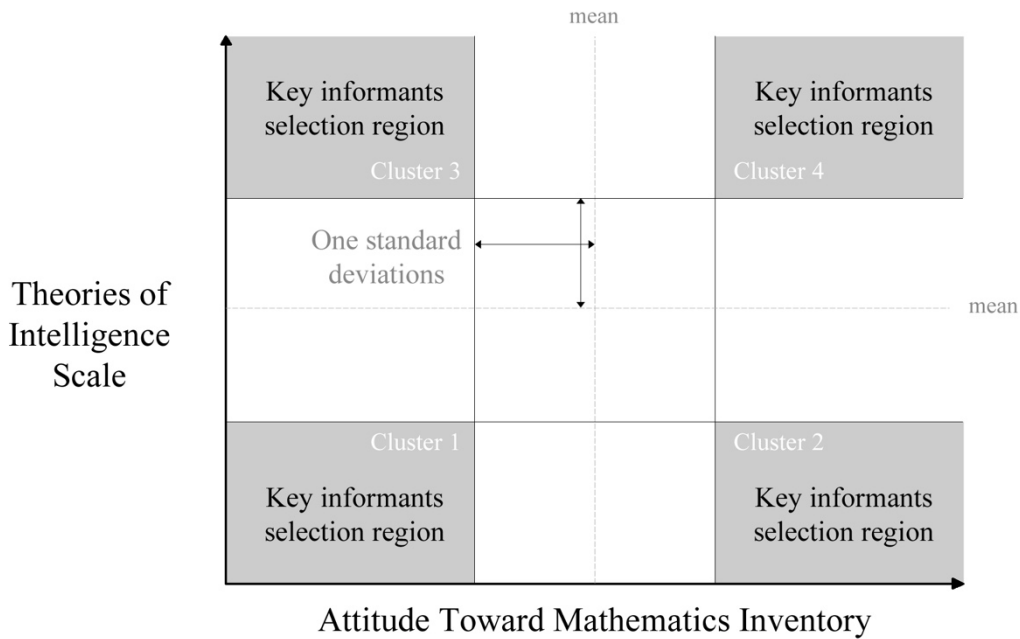 mean
Key informants
selection region
Cluster 3
Key informants
selection region
Cluster 4
One standard
deviations
Theories of
Intelligence
Scale
mean
Cluster 1
Key informants
selection region
Cluster 2
Key informants
selection region
Attitude Toward Mathematics Inventory